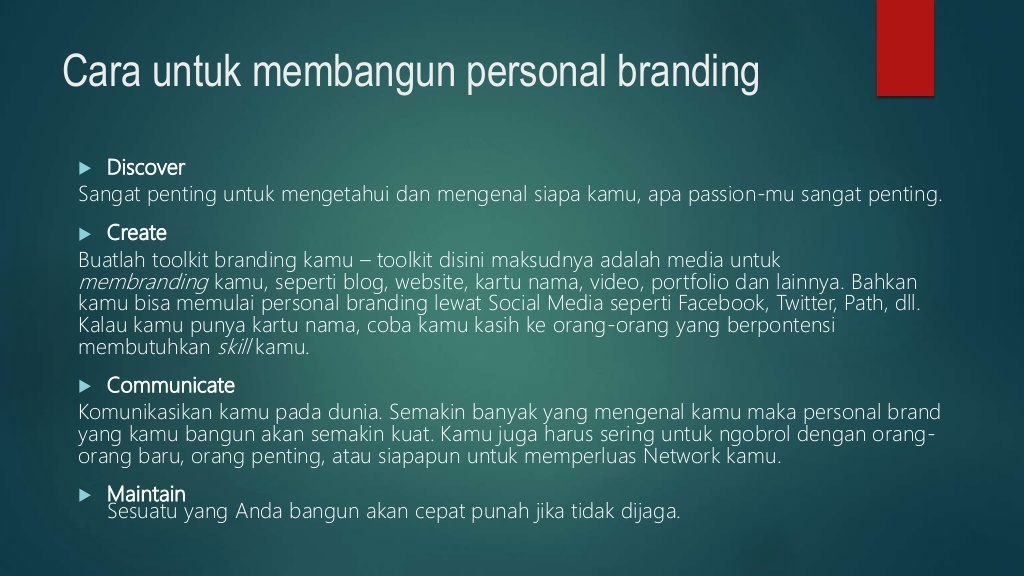 Cara untuk membangun personal branding
Discover
Sangat penting untuk mengetahui dan mengenal siapa kamu, apa passion-mu sangat penting.
Create
Buatlah toolkit branding kamu – toolkit disini maksudnya adalah media untuk
membranding kamu, seperti blog, website, kartu nama, video, portfolio dan lainnya. Bahkan
kamu bisa memulai personal branding lewat Social Media seperti Facebook, Twitter, Path, dll.
Kalau kamu punya kartu nama, coba kamu kasih ke orang-orang yang berpontensi
membutuhkan skill kamu.
Communicate
Komunikasikan kamu pada dunia. Semakin banyak yang mengenal kamu maka personal brand
yang kamu bangun akan semakin kuat. Kamu juga harus sering untuk ngobrol dengan orang-
orang baru, orang penting, atau siapapun untuk memperluas Network kamu.
Maintain
Sesuatu yang Anda bangun akan cepat punah jika tidak dijaga.